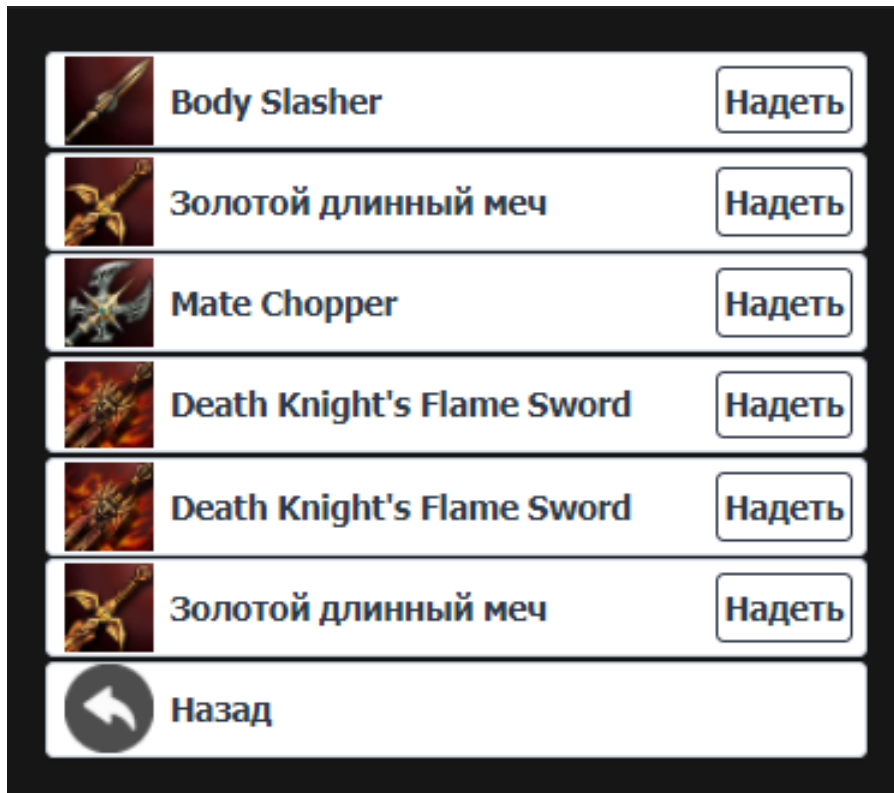 Body Slasher Надеть
Золотой длинный меч Надеть
Mate Chopper Надеть
Death Knight's Flame Sword Надеть
Death Knight's Flame Sword Надеть
Золотой длинный меч Надеть
Назад